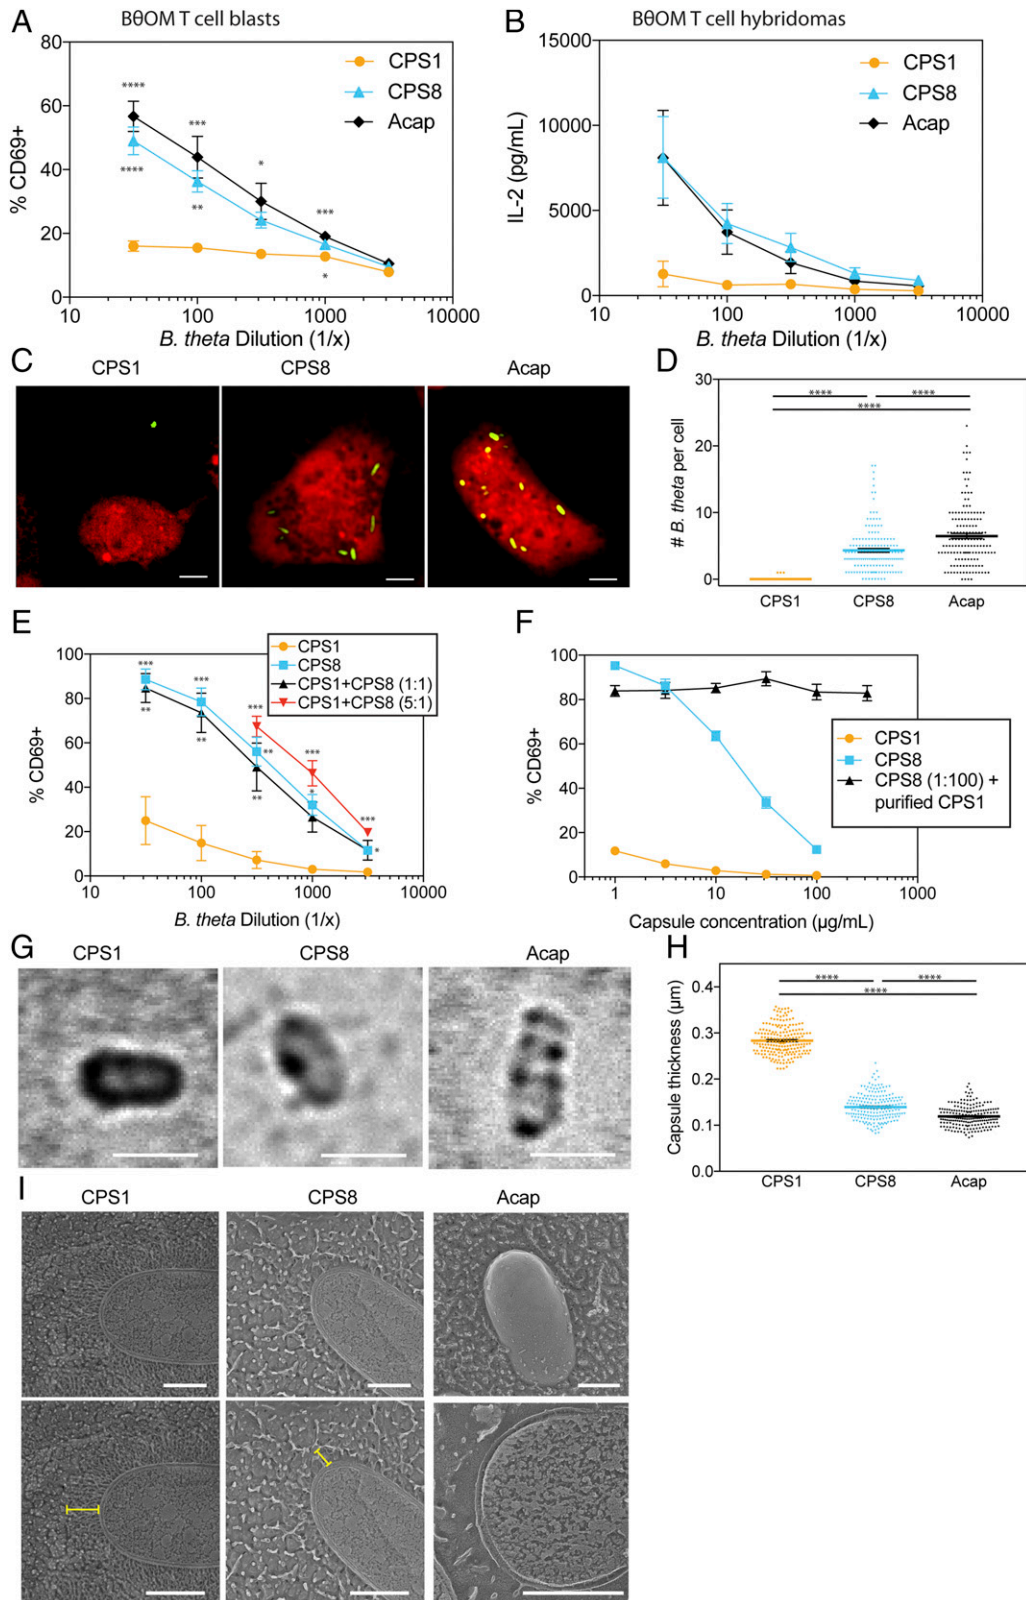 A BθOM T cell blasts
80
60
40
20
0
% CD69+
10 100 1000 10000
B. theta Dilution (1/x)
CPS1
CPS8
Acap
****
***
*
***
****
**
*
B BθOM T cell hybridomas
15000
10000
5000
0
IL-2 (pg/mL)
10 100 1000 10000
B. theta Dilution (1/x)
CPS1
CPS8
Acap
C CPS1 CPS8 Acap
D
30
20
10
0
# B. theta per cell
**** ****
****
CPS1 CPS8 Acap
E
100
80
60
40
20
0
% CD69+
10 100 1000 10000
B. theta Dilution (1/x)
CPS1
CPS8
CPS1+CPS8 (1:1)
CPS1+CPS8 (5:1)
***
***
***
**
***
**
**
*
**
***
*
F
100
80
60
40
20
0
% CD69+
1 10 100 1000
Capsule concentration (µg/mL)
CPS1
CPS8
CPS8 (1:100) +
purified CPS1
G CPS1 CPS8 Acap
H
0.4
0.3
0.2
0.1
0.0
Capsule thickness (µm)
**** ****
****
CPS1 CPS8 Acap
I CPS1 CPS8 Acap